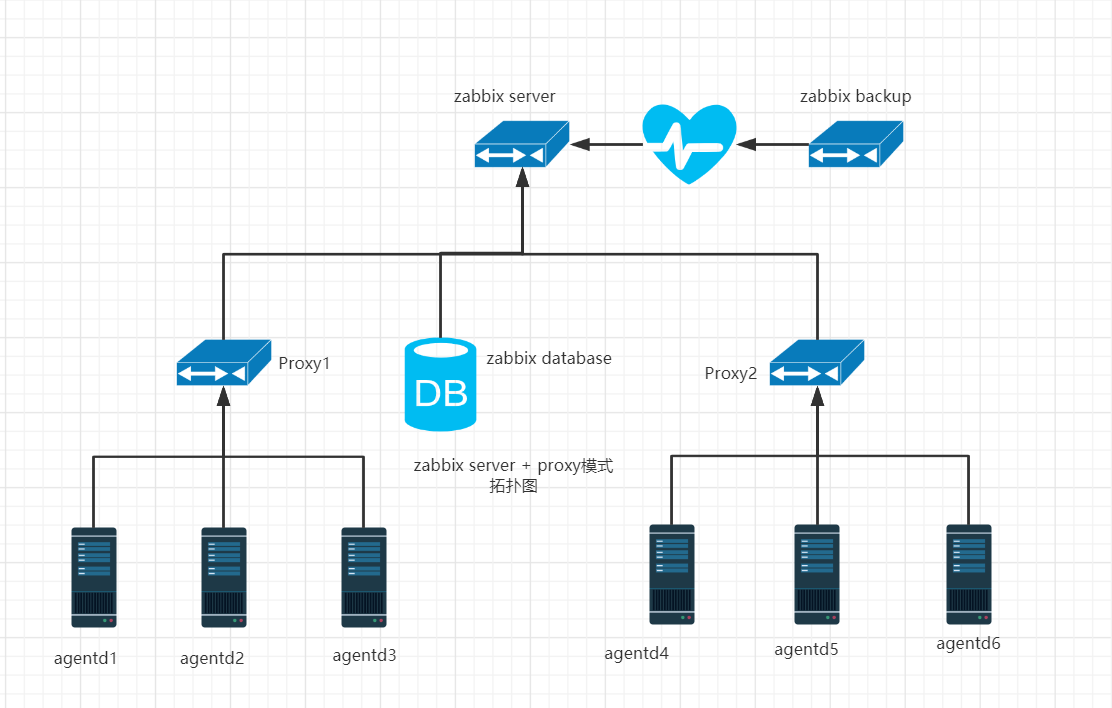 zabbix server
zabbix backup
Proxy1
zabbix database
Proxy2
DB
zabbix server + proxy模式
拓扑图
agentd1
agentd2
agentd3
agentd4
agentd5
agentd6